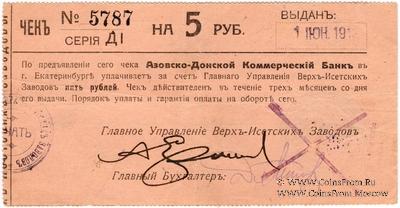 ЧЕКЪ № 5787 НА 5 РУБ. ВЫДАНЪ:
СЕРІЯ Д1 1 ІЮН. 191
По предъявленіи сего чека Азовско-Донской Коммерческій Банкъ въ
г. Екатеринбургѣ уплачиваетъ за счетъ Главнаго Управленія Верхъ-Исетскихъ
Заводовъ пять рублей. Чекъ дѣйствителенъ въ теченіе трехъ мѣсяцевъ со
дня его выдачи. Порядокъ уплаты и гарантія оплаты на оборотѣ сего.
Главное Управленіе Верхъ-Исетскихъ Заводовъ
Главный Бухгалтеръ:
© www.CoinsFrom.Ru